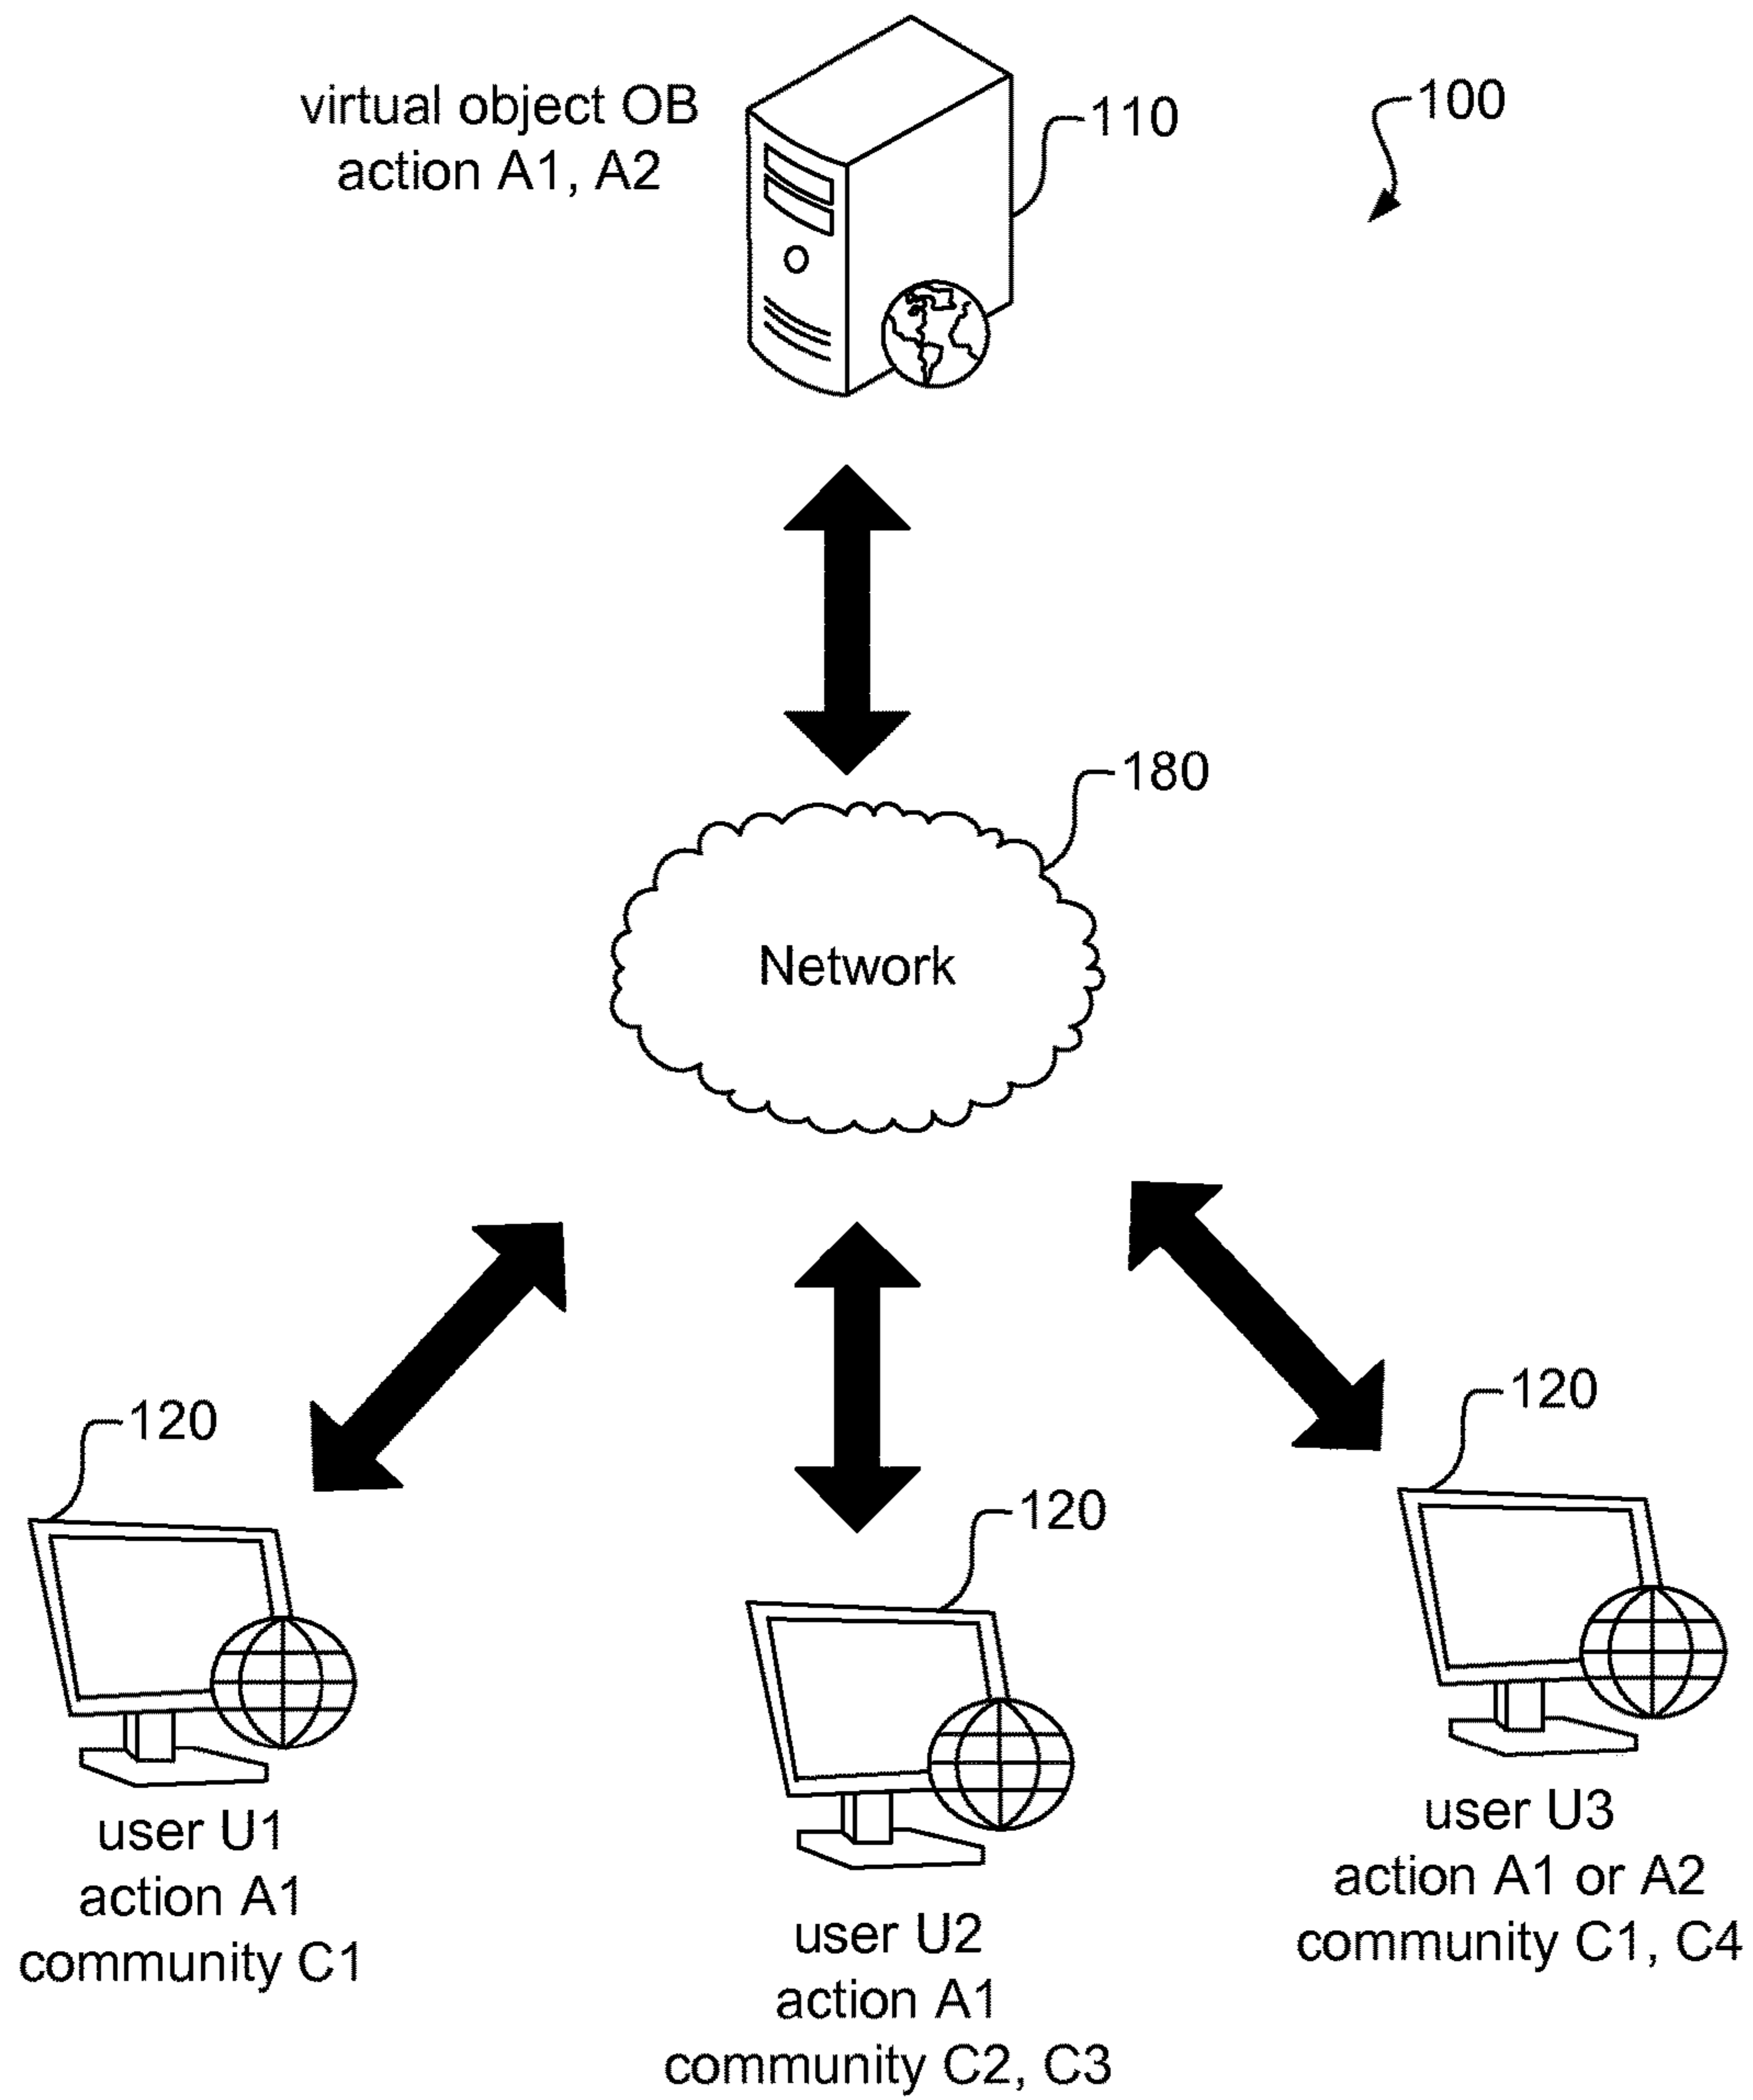 virtual object OB
action A1, A2
110
100
180
Network
120
120
120
user U1
action A1
community C1
user U2
action A1
community C2, C3
user U3
action A1 or A2
community C1, C4